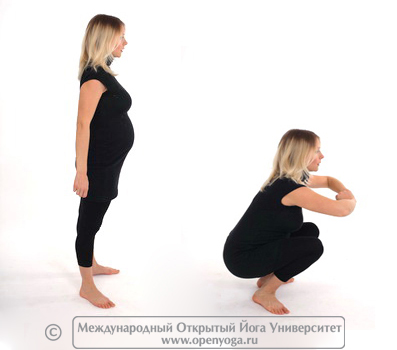 © Международный Открытый Йога Университет
www.openyoga.ru